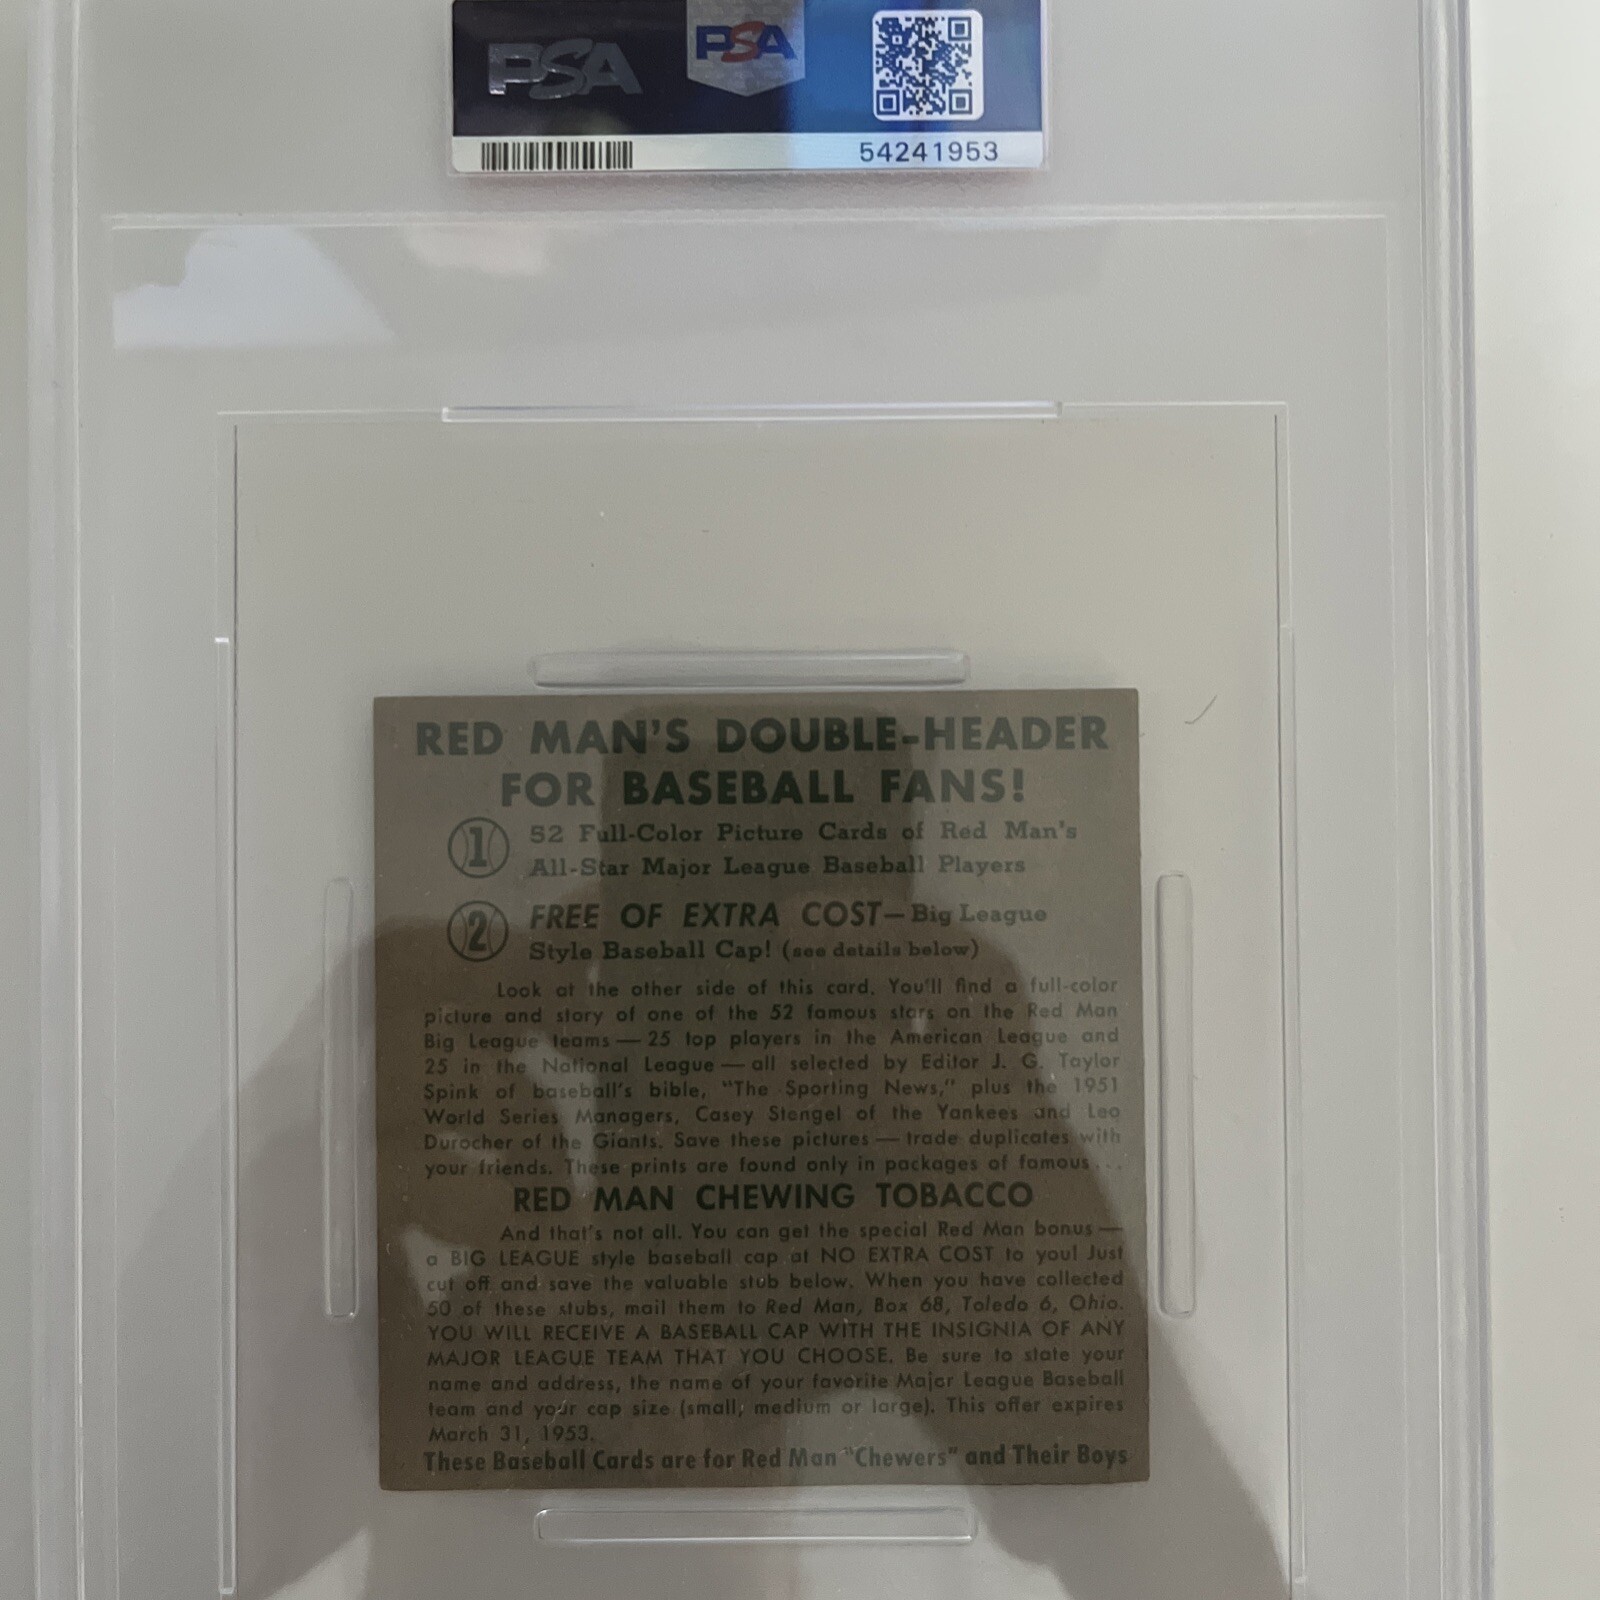 PSA
PSA
54241953
RED MAN'S DOUBLE-HEADER
FOR BASEBALL FANS!
1 52 Full-Color Picture Cards of Red Man's
All-Star Major League Baseball Players
2 FREE OF EXTRA COST—Big League
Style Baseball Cap! (see details below)
Look at the other side of this card. You'll find a full-color
picture and story of one of the 52 famous stars on the Red Man
Big League teams — 25 top players in the American League and
25 in the National League — all selected by Editor J. G. Taylor
Spink of baseball's bible, "The Sporting News," plus the 1951
World Series Managers, Casey Stengel of the Yankees and Leo
Durocher of the Giants. Save these pictures — trade duplicates with
your friends. These prints are found only in packages of famous...
RED MAN CHEWING TOBACCO
And that's not all. You can get the special Red Man bonus —
a BIG LEAGUE style baseball cap at NO EXTRA COST to you! Just
cut off and save the valuable stub below. When you have collected
50 of these stubs, mail them to Red Man, Box 68, Toledo 6, Ohio.
YOU WILL RECEIVE A BASEBALL CAP WITH THE INSIGNIA OF ANY
MAJOR LEAGUE TEAM THAT YOU CHOOSE. Be sure to state your
name and address, the name of your favorite Major League Baseball
team and your cap size (small, medium or large). This offer expires
March 31, 1953.
These Baseball Cards are for Red Man "Chewers" and Their Boys